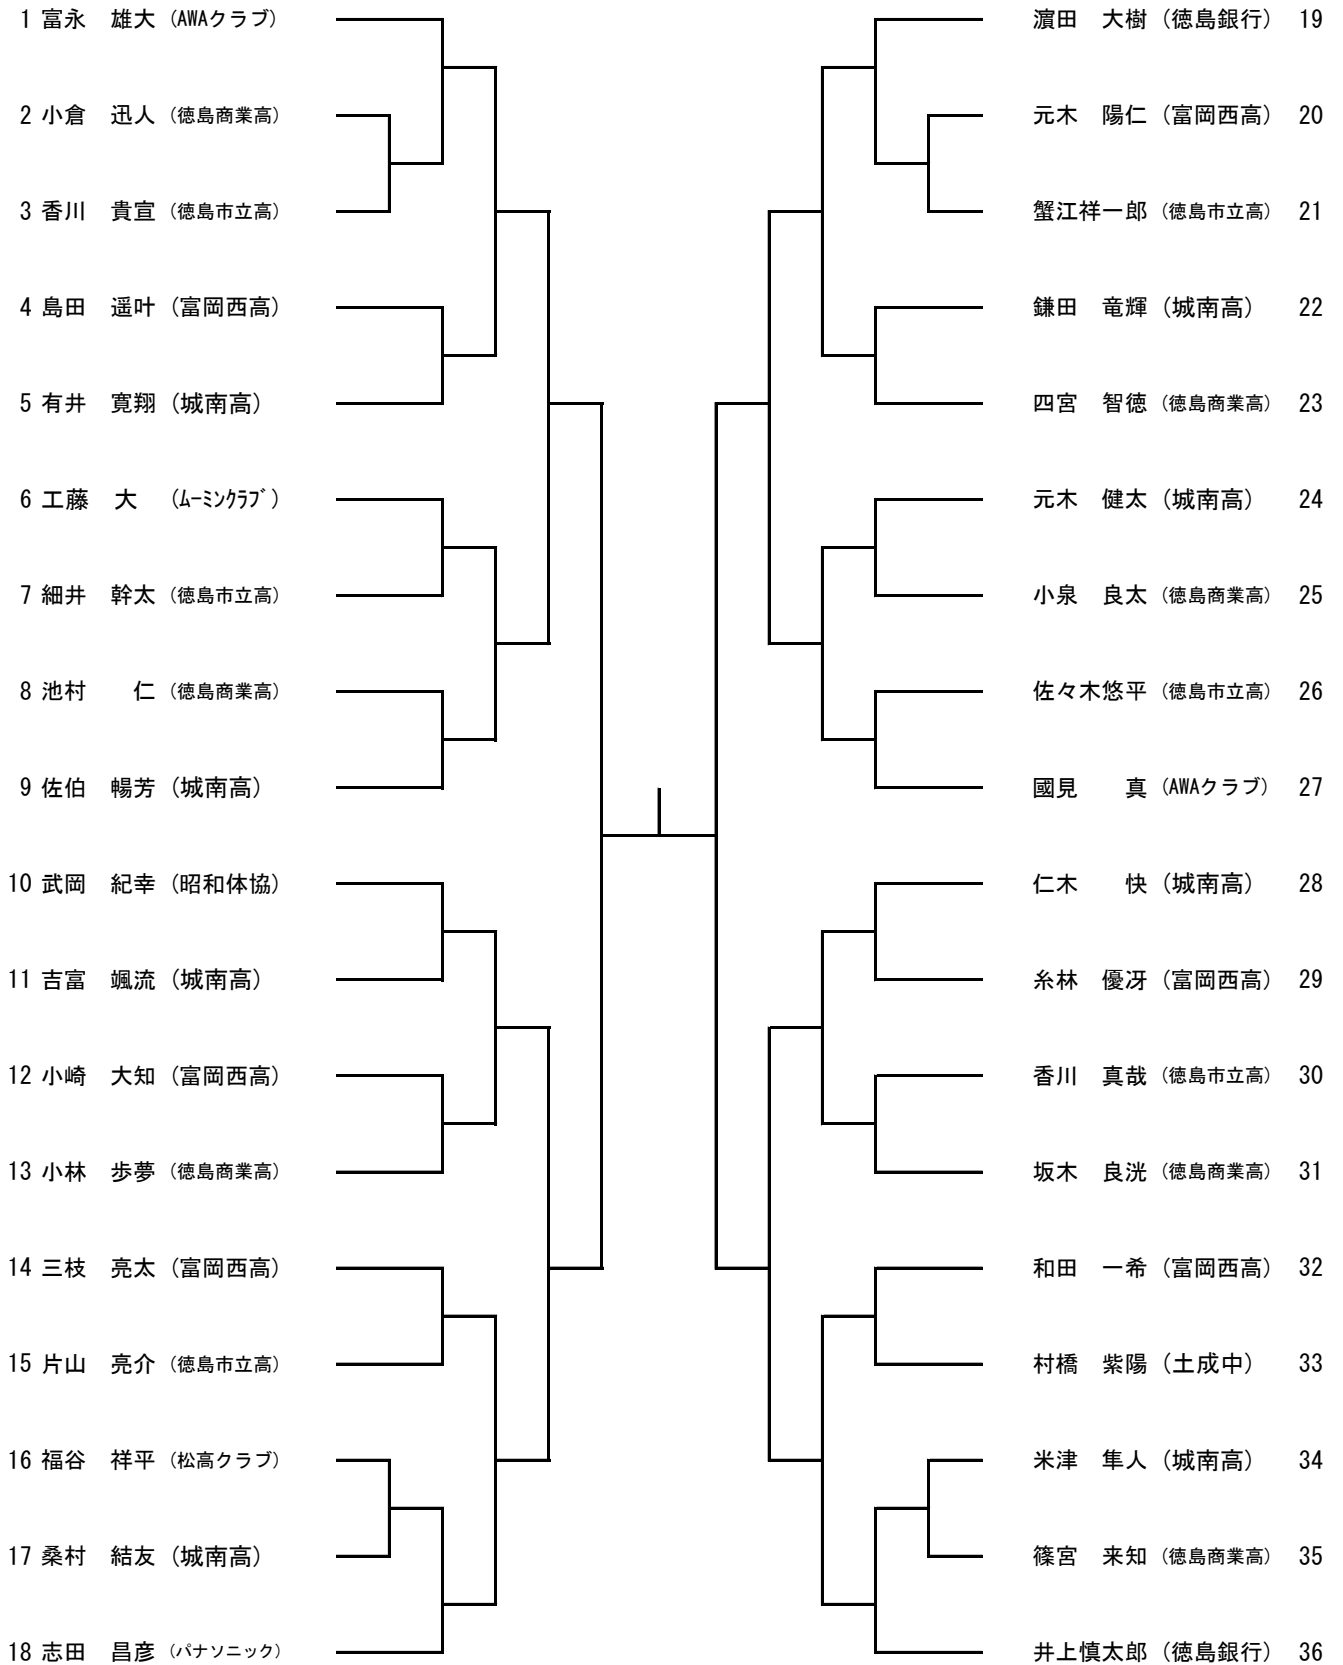 1 富永 雄大 (AWAクラブ)
2 小倉 迅人 (徳島商業高)
3 香川 貴宣 (徳島市立高)
4 島田 遥叶 (富岡西高)
5 有井 寛翔 (城南高)
6 工藤 大 (ﾑｰﾐﾝｸﾗﾌﾞ)
7 細井 幹太 (徳島市立高)
8 池村 仁 (徳島商業高)
9 佐伯 暢芳 (城南高)
10 武岡 紀幸 (昭和体協)
11 吉富 颯流 (城南高)
12 小崎 大知 (富岡西高)
13 小林 歩夢 (徳島商業高)
14 三枝 亮太 (富岡西高)
15 片山 亮介 (徳島市立高)
16 福谷 祥平 (松高クラブ)
17 桑村 結友 (城南高)
18 志田 昌彦 (パナソニック)
濵田 大樹 (徳島銀行) 19
元木 陽仁 (富岡西高) 20
蟹江祥一郎 (徳島市立高) 21
鎌田 竜輝 (城南高) 22
四宮 智徳 (徳島商業高) 23
元木 健太 (城南高) 24
小泉 良太 (徳島商業高) 25
佐々木悠平 (徳島市立高) 26
國見 真 (AWAクラブ) 27
仁木 快 (城南高) 28
糸林 優冴 (富岡西高) 29
香川 真哉 (徳島市立高) 30
坂木 良洸 (徳島商業高) 31
和田 一希 (富岡西高) 32
村橋 紫陽 (土成中) 33
米津 隼人 (城南高) 34
篠宮 来知 (徳島商業高) 35
井上慎太郎 (徳島銀行) 36